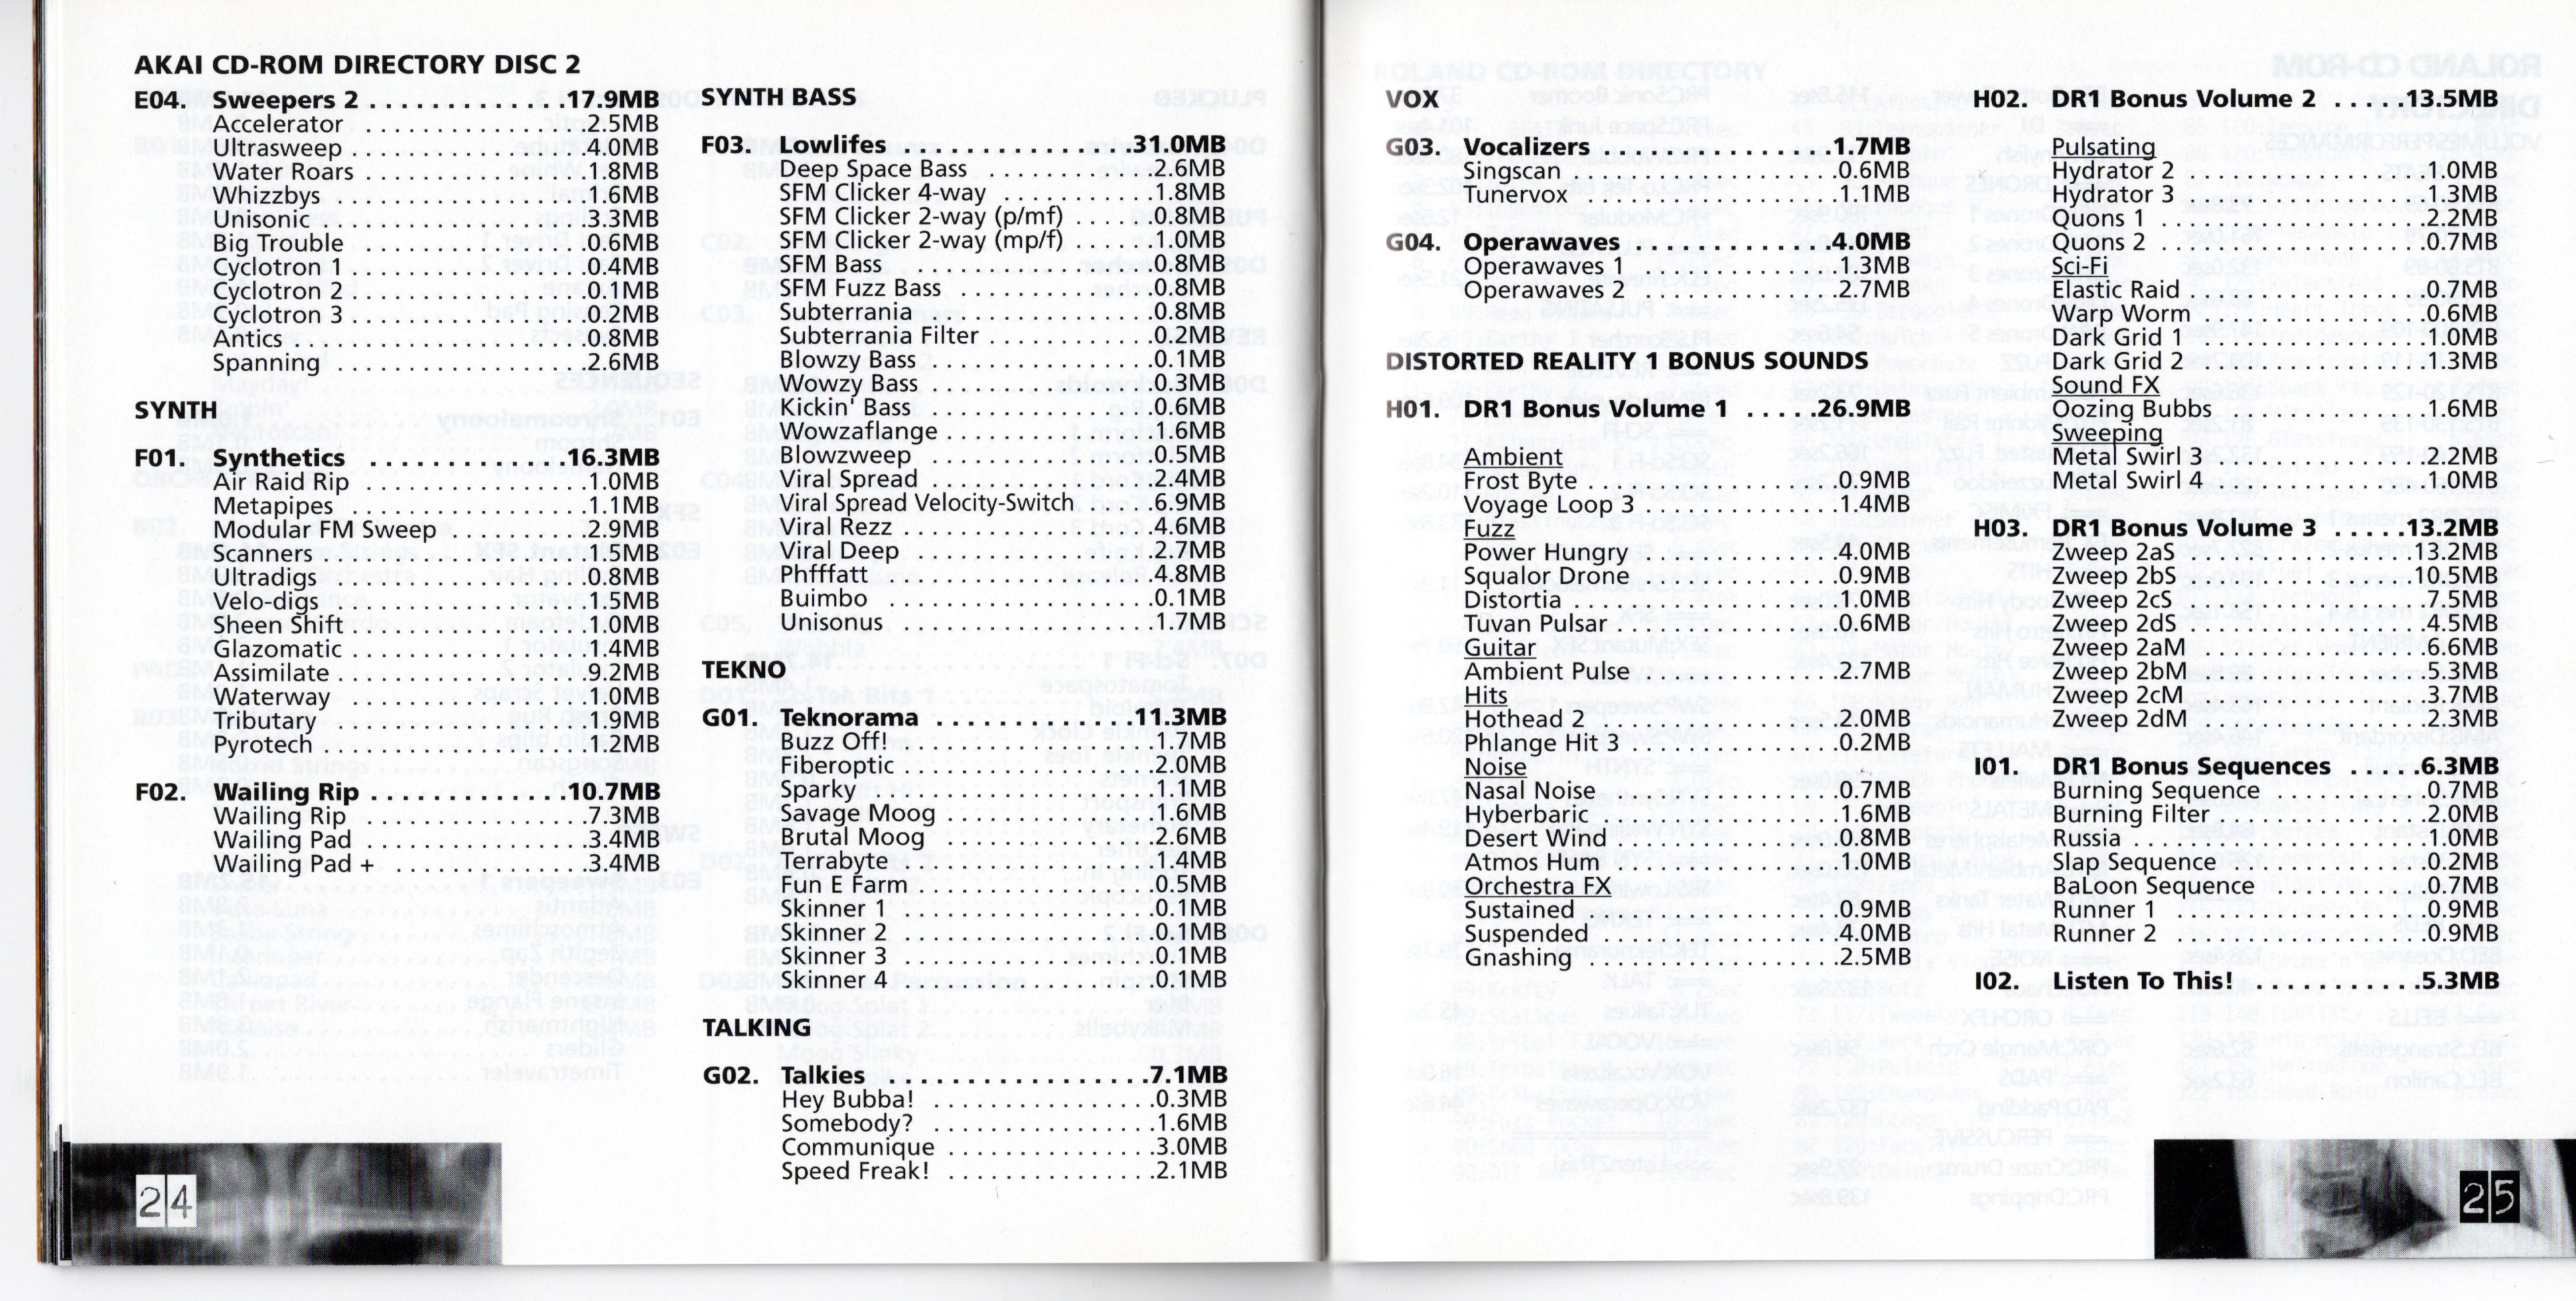 AKAI CD-ROM DIRECTORY DISC 2
E04. Sweepers 2 . . . . . . . . . . . . .17.9MB
Accelerator . . . . . . . . . . . . . . .2.5MB
Ultrasweep . . . . . . . . . . . . . . .4.0MB
Water Roars . . . . . . . . . . . . . .1.8MB
Whizzbys . . . . . . . . . . . . . . . .1.6MB
Unisonic . . . . . . . . . . . . . . . .3.3MB
Big Trouble . . . . . . . . . . . . . .0.6MB
Cyclotron 1 . . . . . . . . . . . . . .0.4MB
Cyclotron 2 . . . . . . . . . . . . . .0.1MB
Cyclotron 3 . . . . . . . . . . . . . .0.2MB
Antics . . . . . . . . . . . . . . . . .0.8MB
Spanning . . . . . . . . . . . . . . . .2.6MB
SYNTH
F01. Synthetics . . . . . . . . . . . . .16.3MB
Air Raid Rip . . . . . . . . . . . . . .1.0MB
Metapipes . . . . . . . . . . . . . . .1.1MB
Modular FM Sweep . . . . . . . . .2.9MB
Scanners . . . . . . . . . . . . . . . .1.5MB
Ultradigs . . . . . . . . . . . . . . . .0.8MB
Velo-digs . . . . . . . . . . . . . . . .1.5MB
Sheen Shift . . . . . . . . . . . . . .1.0MB
Glazomatic . . . . . . . . . . . . . . .1.4MB
Assimilate . . . . . . . . . . . . . . .9.2MB
Waterway . . . . . . . . . . . . . . . .1.0MB
Tributary . . . . . . . . . . . . . . . .1.9MB
Pyrotech . . . . . . . . . . . . . . . .1.2MB
F02. Wailing Rip . . . . . . . . . . . . .10.7MB
Wailing Rip . . . . . . . . . . . . . .7.3MB
Wailing Pad . . . . . . . . . . . . . .3.4MB
Wailing Pad + . . . . . . . . . . . . .3.4MB
24
SYNTH BASS
F03. Lowlifes . . . . . . . . . . . . . .31.0MB
Deep Space Bass . . . . . . . . . .2.6MB
SFM Clicker 4-way . . . . . . . . .1.8MB
SFM Clicker 2-way (p/mf) . . . . .0.8MB
SFM Clicker 2-way (mp/f) . . . . .1.0MB
SFM Bass . . . . . . . . . . . . . . . .0.8MB
SFM Fuzz Bass . . . . . . . . . . . .0.8MB
Subterrania . . . . . . . . . . . . . .0.8MB
Subterrania Filter . . . . . . . . . .0.2MB
Blowzy Bass . . . . . . . . . . . . . .0.1MB
Wowzy Bass . . . . . . . . . . . . . .0.3MB
Kickin' Bass . . . . . . . . . . . . . .0.6MB
Wowzaflange . . . . . . . . . . . . .1.6MB
Blowzweep . . . . . . . . . . . . . .0.5MB
Viral Spread . . . . . . . . . . . . . .2.4MB
Viral Spread Velocity-Switch . . . . .6.9MB
Viral Rezz . . . . . . . . . . . . . . .4.6MB
Viral Deep . . . . . . . . . . . . . . .1.7MB
Phfffatt . . . . . . . . . . . . . . . . .4.8MB
Buimbo . . . . . . . . . . . . . . . . .0.1MB
Unisonus . . . . . . . . . . . . . . . .1.7MB
TEKNO
G01. Teknorama . . . . . . . . . . . . .11.3MB
Buzz Off! . . . . . . . . . . . . . . . .1.7MB
Fiberoptic . . . . . . . . . . . . . . .2.0MB
Sparky . . . . . . . . . . . . . . . . .1.1MB
Savage Moog . . . . . . . . . . . . .1.6MB
Brutal Moog . . . . . . . . . . . . . .2.6MB
Terrabyte . . . . . . . . . . . . . . . .1.4MB
Fun E Farm . . . . . . . . . . . . . . .0.5MB
Skinner 1 . . . . . . . . . . . . . . . .0.1MB
Skinner 2 . . . . . . . . . . . . . . . .0.1MB
Skinner 3 . . . . . . . . . . . . . . . .0.1MB
Skinner 4 . . . . . . . . . . . . . . . .0.1MB
TALKING
G02. Talkies . . . . . . . . . . . . . . . .7.1MB
Hey Bubba! . . . . . . . . . . . . . .0.3MB
Somebody? . . . . . . . . . . . . . .1.6MB
Communique . . . . . . . . . . . . .3.0MB
Speed Freak! . . . . . . . . . . . . .2.1MB
VOX
G03. Vocalizers . . . . . . . . . . . . . .1.7MB
Singscan . . . . . . . . . . . . . . . .0.6MB
Tunervox . . . . . . . . . . . . . . . .1.1MB
G04. Operawaves . . . . . . . . . . . .4.0MB
Operawaves 1 . . . . . . . . . . . . .1.3MB
Operawaves 2 . . . . . . . . . . . . .2.7MB
DISTORTED REALITY 1 BONUS SOUNDS
H01. DR1 Bonus Volume 1 . . . . .26.9MB
Ambient
Frost Byte . . . . . . . . . . . . . . .0.9MB
Voyage Loop 3 . . . . . . . . . . . .1.4MB
Fuzz
Power Hungry . . . . . . . . . . . . .4.0MB
Squalor Drone . . . . . . . . . . . .0.9MB
Distortia . . . . . . . . . . . . . . . .1.0MB
Tuvan Pulsar . . . . . . . . . . . . . .0.6MB
Guitar
Ambient Pulse . . . . . . . . . . . .2.7MB
Hits
Hothead 2 . . . . . . . . . . . . . . .2.0MB
Phlange Hit 3 . . . . . . . . . . . . .0.2MB
Noise
Nasal Noise . . . . . . . . . . . . . .0.7MB
Hyberbaric . . . . . . . . . . . . . . .1.6MB
Desert Wind . . . . . . . . . . . . . .0.8MB
Atmos Hum . . . . . . . . . . . . . .1.0MB
Orchestra FX
Sustained . . . . . . . . . . . . . . .0.9MB
Suspended . . . . . . . . . . . . . . .4.0MB
Gnashing . . . . . . . . . . . . . . . .2.5MB
H02. DR1 Bonus Volume 2 . . . .13.5MB
Pulsating
Hydrator 2 . . . . . . . . . . . . . . .1.0MB
Hydrator 3 . . . . . . . . . . . . . . .1.3MB
Quons 1 . . . . . . . . . . . . . . . .2.2MB
Quons 2 . . . . . . . . . . . . . . . .0.7MB
Sci-Fi
Elastic Raid . . . . . . . . . . . . . .0.7MB
Warp Worm . . . . . . . . . . . . . .0.6MB
Dark Grid 1 . . . . . . . . . . . . . .1.0MB
Dark Grid 2 . . . . . . . . . . . . . .1.3MB
Sound FX
Oozing Bubbs . . . . . . . . . . . . .1.6MB
Sweeping
Metal Swirl 3 . . . . . . . . . . . . .2.2MB
Metal Swirl 4 . . . . . . . . . . . . .1.0MB
H03. DR1 Bonus Volume 3 . . . .13.2MB
Zweep 2aS . . . . . . . . . . . . . .13.2MB
Zweep 2bS . . . . . . . . . . . . . .10.5MB
Zweep 2cS . . . . . . . . . . . . . . .7.5MB
Zweep 2dS . . . . . . . . . . . . . . .4.5MB
Zweep 2aM . . . . . . . . . . . . . .6.6MB
Zweep 2bM . . . . . . . . . . . . . .5.3MB
Zweep 2cM . . . . . . . . . . . . . .3.7MB
Zweep 2dM . . . . . . . . . . . . . .2.3MB
I01. DR1 Bonus Sequences . . . .6.3MB
Burning Sequence . . . . . . . . . .0.7MB
Burning Filter . . . . . . . . . . . . .2.0MB
Russia . . . . . . . . . . . . . . . . .1.0MB
Slap Sequence . . . . . . . . . . . .0.2MB
BaLoon Sequence . . . . . . . . . .0.7MB
Runner 1 . . . . . . . . . . . . . . . .0.9MB
Runner 2 . . . . . . . . . . . . . . . .0.9MB
I02. Listen To This! . . . . . . . . . .5.3MB
25